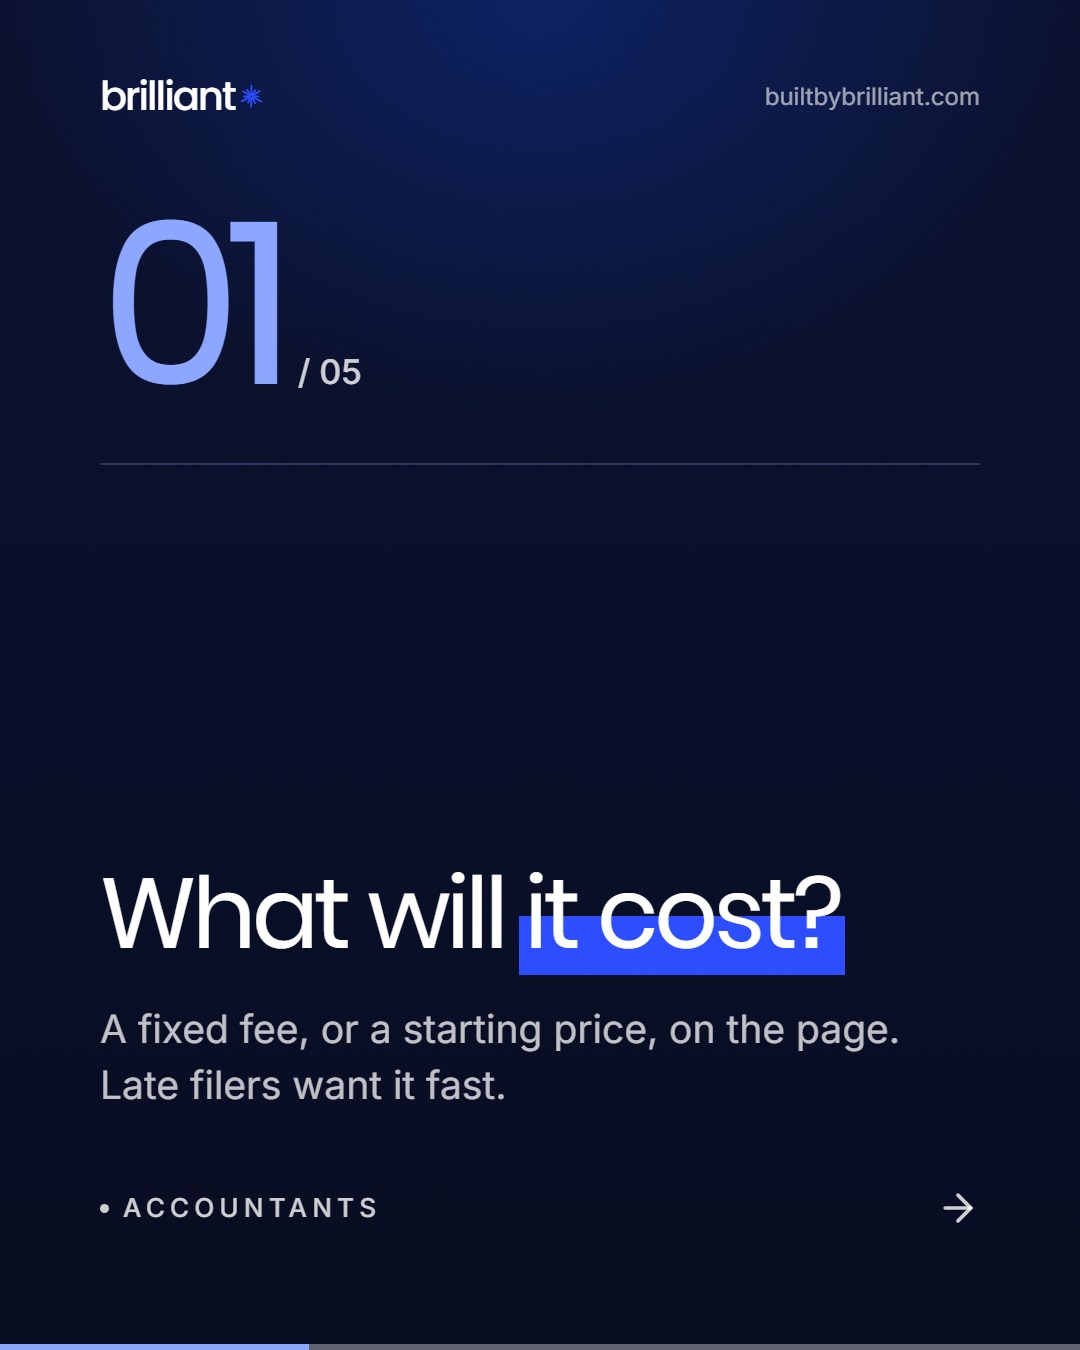 brilliant
builtbybrilliant.com
01 / 05
What will it cost?
A fixed fee, or a starting price, on the page.
Late filers want it fast.
• ACCOUNTANTS